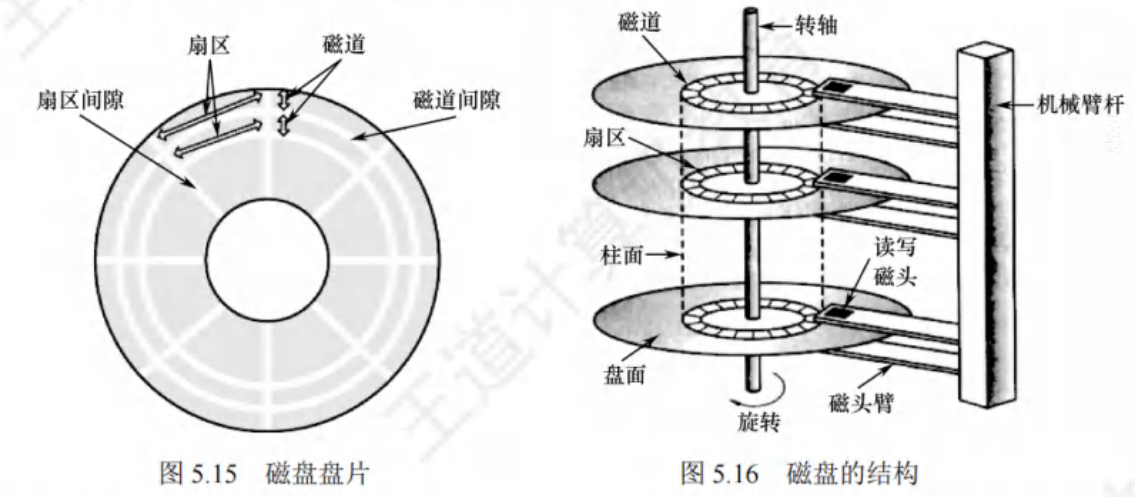 扇区
磁道
扇区间隙
磁道间隙
图 5.15 磁盘盘片
磁道
转轴
机械臂杆
扇区
柱面
读写
磁头
盘面
磁头臂
旋转
图 5.16 磁盘的结构
王道计算